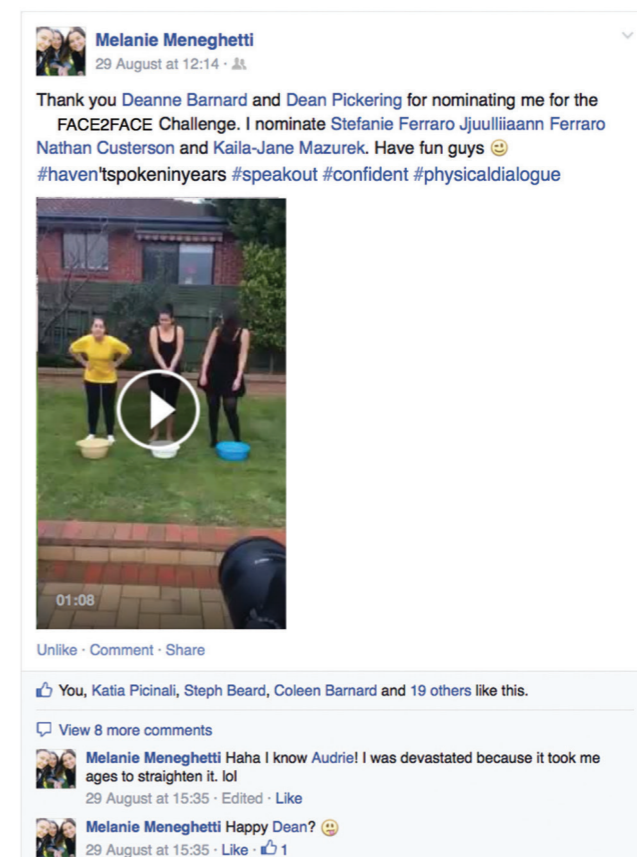 Melanie Meneghetti
29 August at 12:14 ·
Thank you Deanne Barnard and Dean Pickering for nominating me for the
FACE2FACE Challenge. I nominate Stefanie Ferraro Jjuulliiaann Ferraro
Nathan Custerson and Kaila-Jane Mazurek. Have fun guys
#haven'tspokeninyears #speakout #confident #physicaldialogue
01:08
Unlike · Comment · Share
You, Katia Picinali, Steph Beard, Coleen Barnard and 19 others like this.
View 8 more comments
Melanie Meneghetti Haha I know Audrie! I was devastated because it took me
ages to straighten it. lol
29 August at 15:35 · Edited · Like
Melanie Meneghetti Happy Dean?
29 August at 15:35 · Like · 1